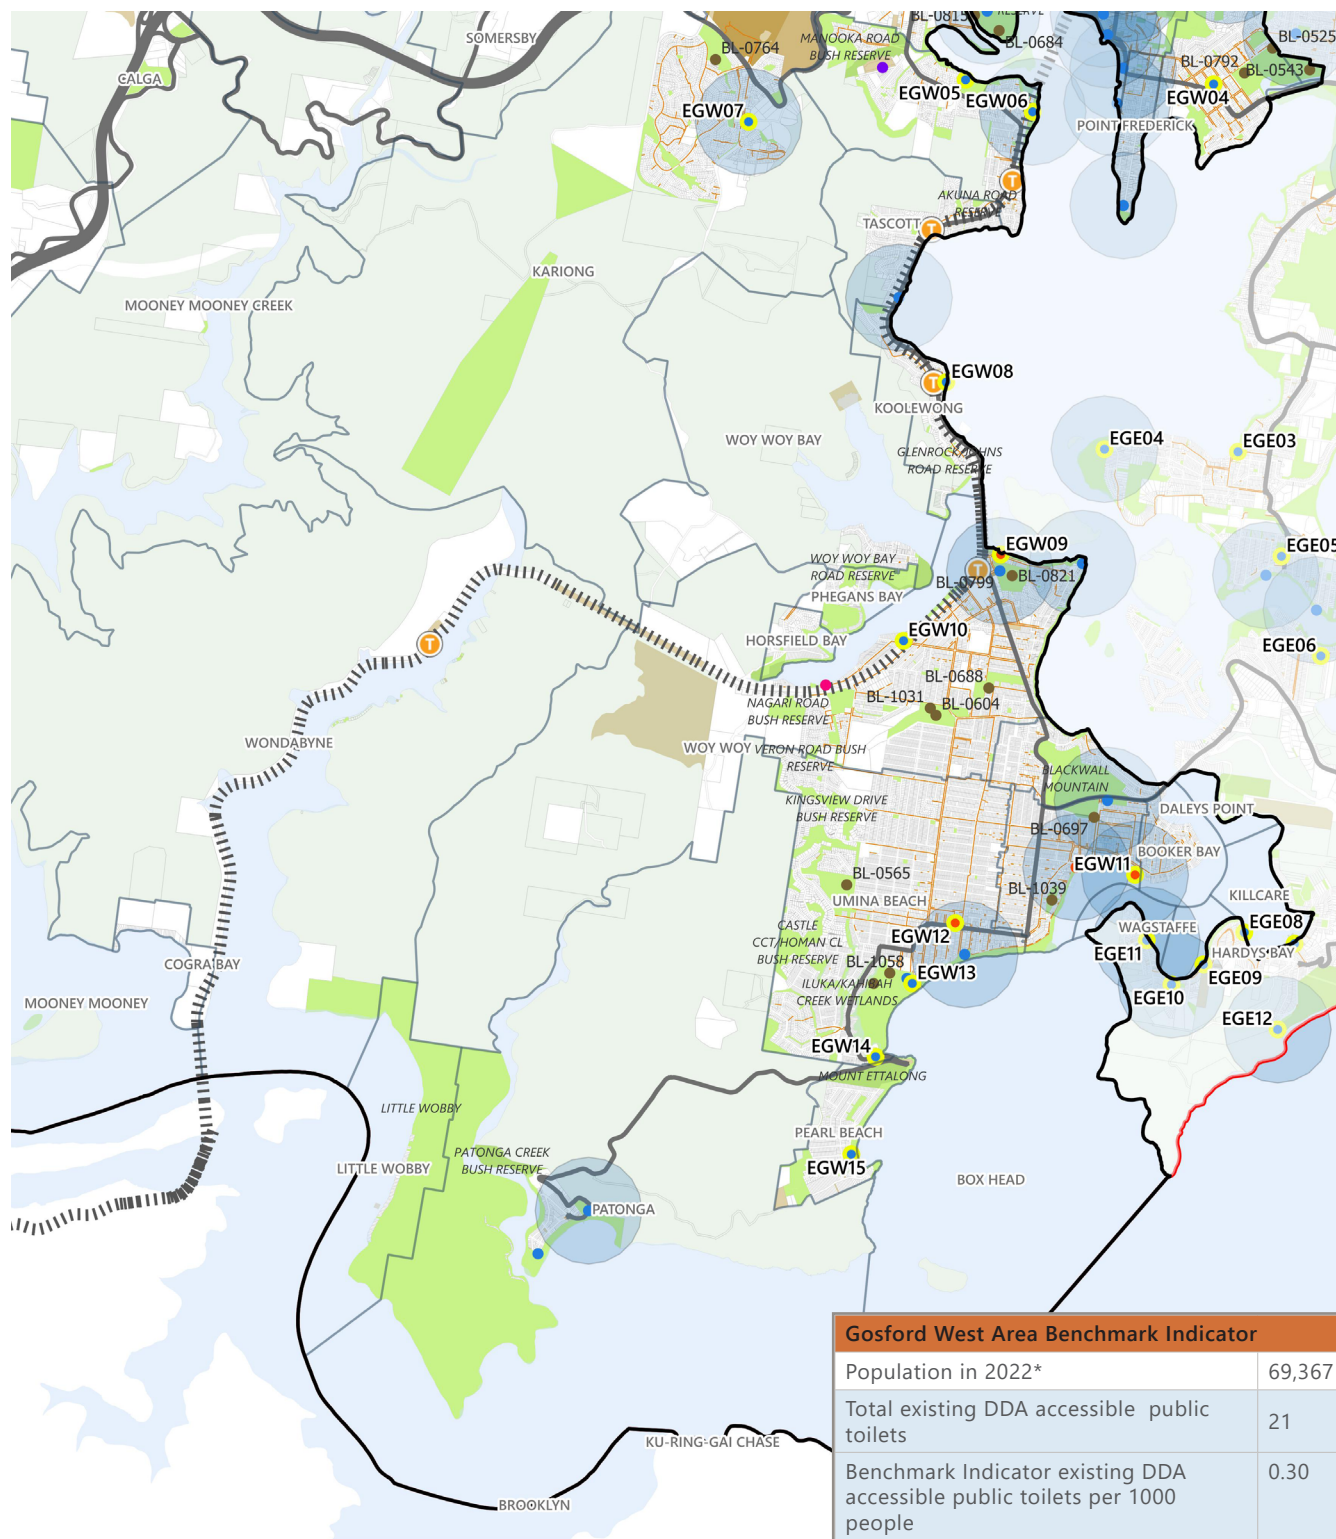 SOMERSBY
BL-0815
RESERVE
BL-0684
BL-0525
MANOOKA ROAD
BUSH RESERVE
BL-0764
BL-0792
BL-0543
CALGA
EGW05
EGW06
EGW04
EGW07
POINT FREDERICK
T
AKUNA ROAD
RESERVE
TASCOTT
T
KARIONG
MOONEY MOONEY CREEK
T
EGW08
KOOLEWONG
WOY WOY BAY
GLENROCK/JOHNS
ROAD RESERVE
EGE04
EGE03
EGW09
EGE05
WOY WOY BAY
ROAD RESERVE
T
BL-0799
BL-0821
PHEGANS BAY
T
HORSFIELD BAY
EGW10
EGE06
BL-0688
NAGARI ROAD
BUSH RESERVE
BL-1031
BL-0604
WONDABYNE
WOY WOY
VERON ROAD BUSH
RESERVE
BLACKWALL
MOUNTAIN
KINGSVIEW DRIVE
BUSH RESERVE
DALEYS POINT
BL-0697
BOOKER BAY
EGW11
BL-0565
BL-1039
KILLCARE
UMINA BEACH
CASTLE
CCT/HOMAN CL
BUSH RESERVE
EGW12
WAGSTAFFE
EGE08
EGE11
HARDYS BAY
COGRA BAY
BL-1058
EGW13
EGE09
ILUKA/KAHIBAH
CREEK WETLANDS
EGE10
MOONEY MOONEY
EGE12
EGW14
MOUNT ETTALONG
LITTLE WOBBY
PEARL BEACH
PATONGA CREEK
BUSH RESERVE
LITTLE WOBBY
EGW15
BOX HEAD
PATONGA
Gosford West Area Benchmark Indicator
Population in 2022* 69,367
Total existing DDA accessible public
toilets 21
Benchmark Indicator existing DDA
accessible public toilets per 1000
people 0.30
KU-RING-GAI CHASE
BROOKLYN